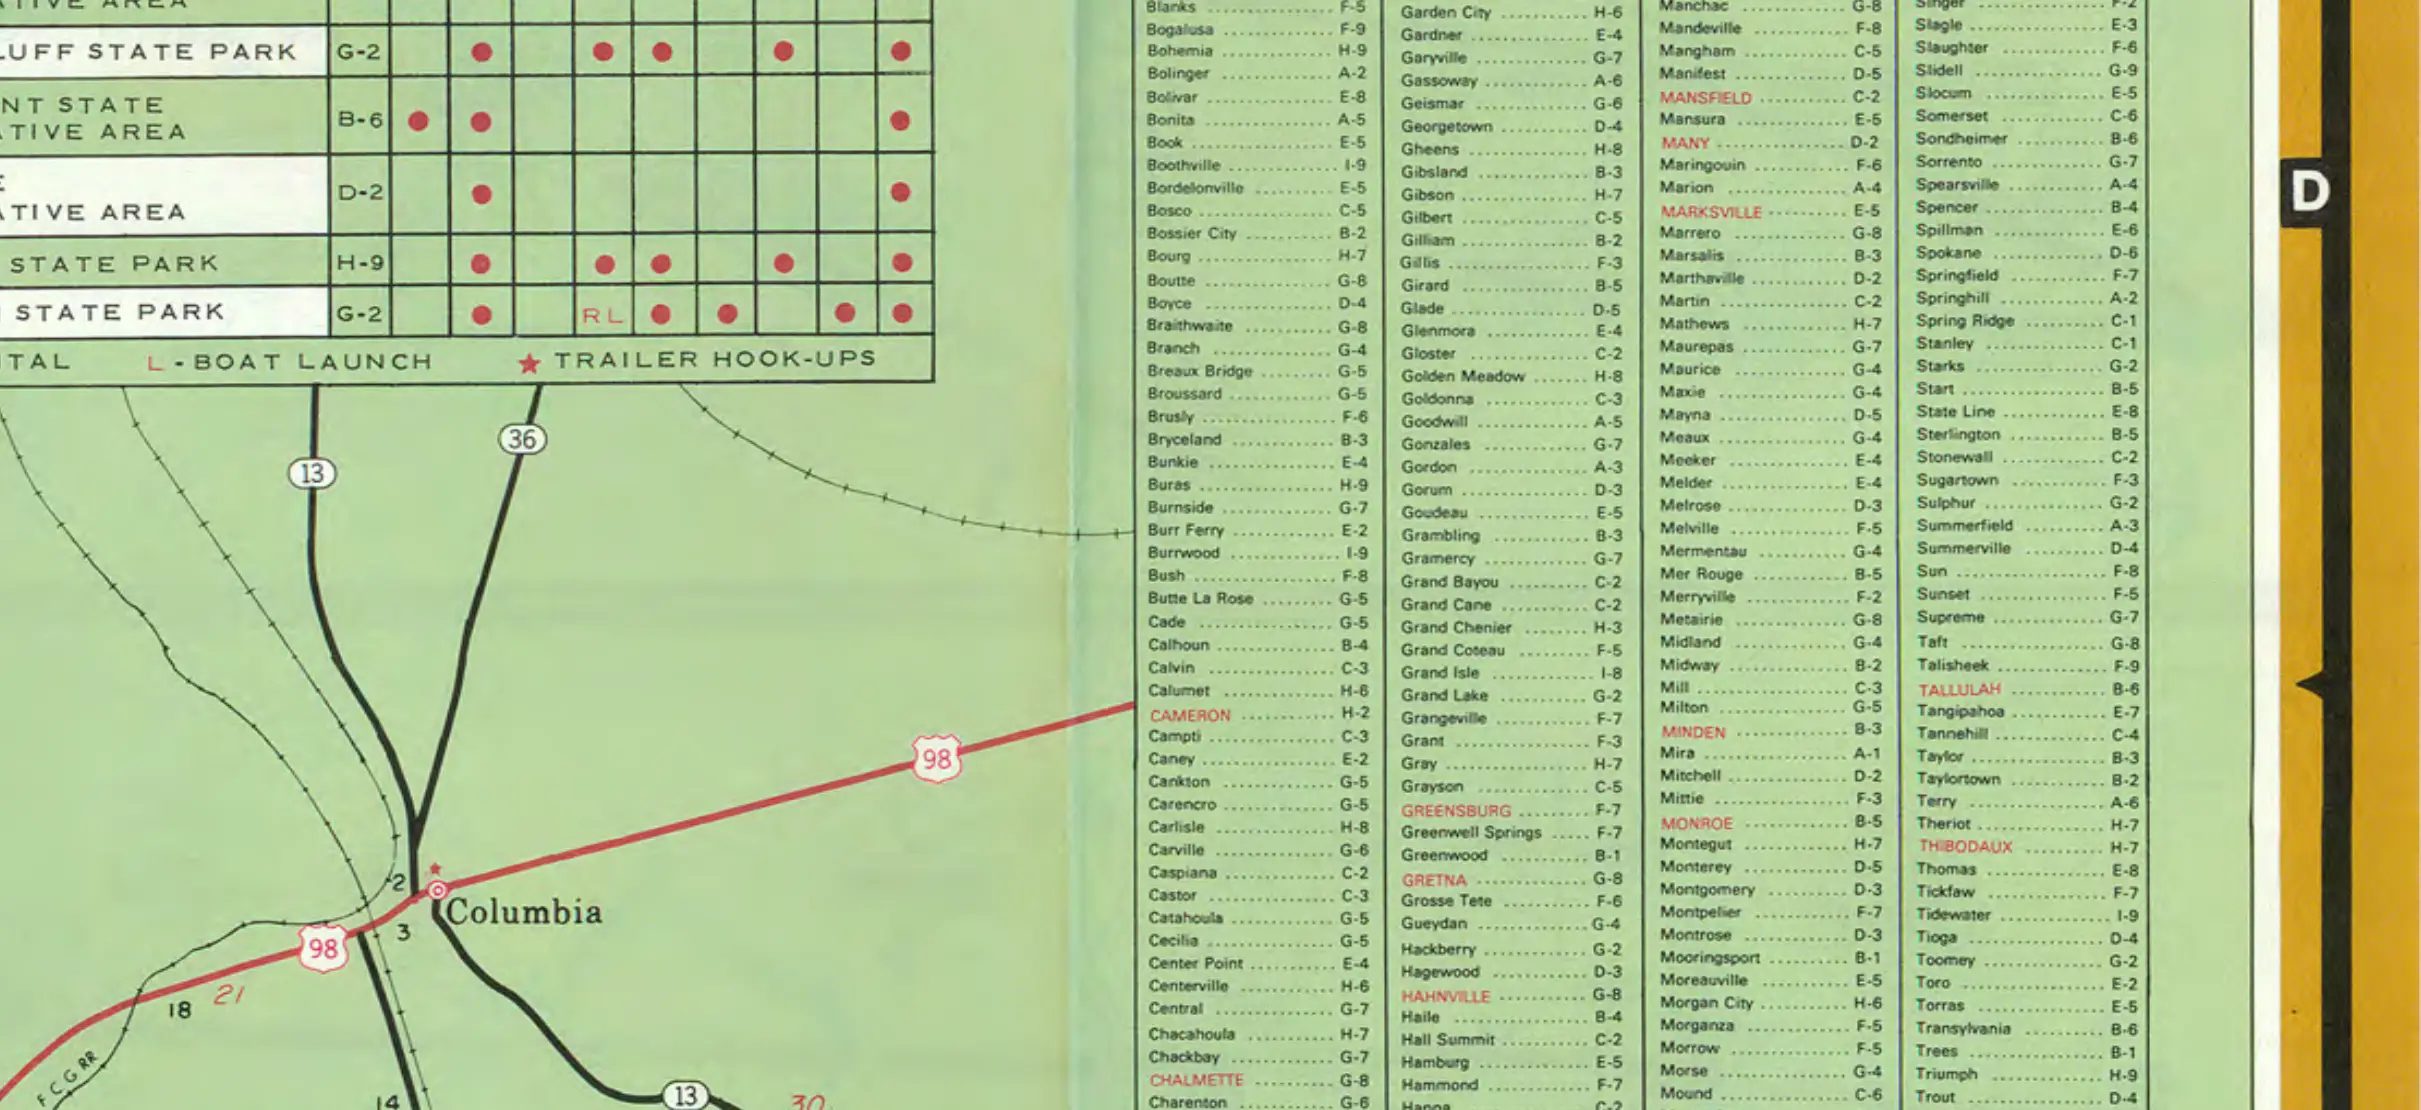 ATIVE AREA
LUFF STATE PARK G-2
NT STATE
ATIVE AREA B-6
D-2
ATIVE AREA
STATE PARK H-9
STATE PARK G-2 R L
TAL L - BOAT LAUNCH ★ TRAILER HOOK-UPS
13
36
98
2
Columbia
3
98
18
21
F C G RR
14
13
30
Blanks F-5
Bogalusa F-9
Bohemia H-9
Bolinger A-2
Bolivar E-8
Bonita A-5
Book E-5
Boothville I-9
Bordelonville E-5
Bosco C-5
Bossier City B-2
Bourg H-7
Boutte G-8
Boyce D-4
Braithwaite G-8
Branch G-4
Breaux Bridge G-5
Broussard G-5
Brusly F-6
Bryceland B-3
Bunkie E-4
Buras H-9
Burnside G-7
Burr Ferry E-2
Burrwood I-9
Bush F-8
Butte La Rose G-5
Cade G-5
Calhoun B-4
Calvin C-3
Calumet H-6
CAMERON H-2
Campti C-3
Caney E-2
Cankton G-5
Carencro G-5
Carlisle H-8
Carville G-6
Caspiana C-2
Castor C-3
Catahoula G-5
Cecilia G-5
Center Point E-4
Centerville H-6
Central G-7
Chacahoula H-7
Chackbay G-7
CHALMETTE G-8
Charenton G-6
Garden City H-6
Gardner E-4
Garyville G-7
Gassoway A-6
Geismar G-6
Georgetown D-4
Gheens H-8
Gibsland B-3
Gibson H-7
Gilbert C-5
Gilliam B-2
Gillis F-3
Girard B-5
Glade D-5
Glenmora E-4
Gloster C-2
Golden Meadow H-8
Goldonna C-3
Goodwill A-5
Gonzales G-7
Gordon A-3
Gorum D-3
Goudeau E-5
Grambling B-3
Gramercy G-7
Grand Bayou C-2
Grand Cane C-2
Grand Chenier H-3
Grand Coteau F-5
Grand Isle I-8
Grand Lake G-2
Grangeville F-7
Grant F-3
Gray H-7
Grayson C-5
GREENSBURG F-7
Greenwell Springs F-7
Greenwood B-1
GRETNA G-8
Grosse Tete F-6
Gueydan G-4
Hackberry G-2
Hagewood D-3
HAHNVILLE G-8
Haile B-4
Hall Summit C-2
Hamburg E-5
Hammond F-7
Hanna C-2
Manchac G-8
Mandeville F-8
Mangham C-5
Manifest D-5
MANSFIELD C-2
Mansura E-5
MANY D-2
Maringouin F-6
Marion A-4
MARKSVILLE E-5
Marrero G-8
Marsalis B-3
Marthaville D-2
Martin C-2
Mathews H-7
Maurepas G-7
Maurice G-4
Maxie G-4
Mayna D-5
Meaux G-4
Meeker E-4
Melder E-4
Melrose D-3
Melville F-5
Mermentau G-4
Mer Rouge B-5
Merryville F-2
Metairie G-8
Midland G-4
Midway B-2
Mill C-3
Milton G-5
MINDEN B-3
Mira A-1
Mitchell D-2
Mittie F-3
MONROE B-5
Montegut H-7
Monterey D-5
Montgomery D-3
Montpelier F-7
Montrose D-3
Mooringsport B-1
Moreauville E-5
Morgan City H-6
Morganza F-5
Morrow F-5
Morse G-4
Mound C-6
Singer F-2
Slagle E-3
Slaughter F-6
Slidell G-9
Slocum E-5
Somerset C-6
Sondheimer B-6
Sorrento G-7
Spearsville A-4
Spencer B-4
Spillman E-6
Spokane D-6
Springfield F-7
Springhill A-2
Spring Ridge C-1
Stanley C-1
Starks G-2
Start B-5
State Line E-8
Sterlington B-5
Stonewall C-2
Sugartown F-3
Sulphur G-2
Summerfield A-3
Summerville D-4
Sun F-8
Sunset F-5
Supreme G-7
Taft G-8
Talisheek F-9
TALLULAH B-6
Tangipahoa E-7
Tannehill C-4
Taylor B-3
Taylortown B-2
Terry A-6
Theriot H-7
THIBODAUX H-7
Thomas E-8
Tickfaw F-7
Tidewater I-9
Tioga D-4
Toomey G-2
Toro E-2
Torras E-5
Transylvania B-6
Trees B-1
Triumph H-9
Trout D-4
D